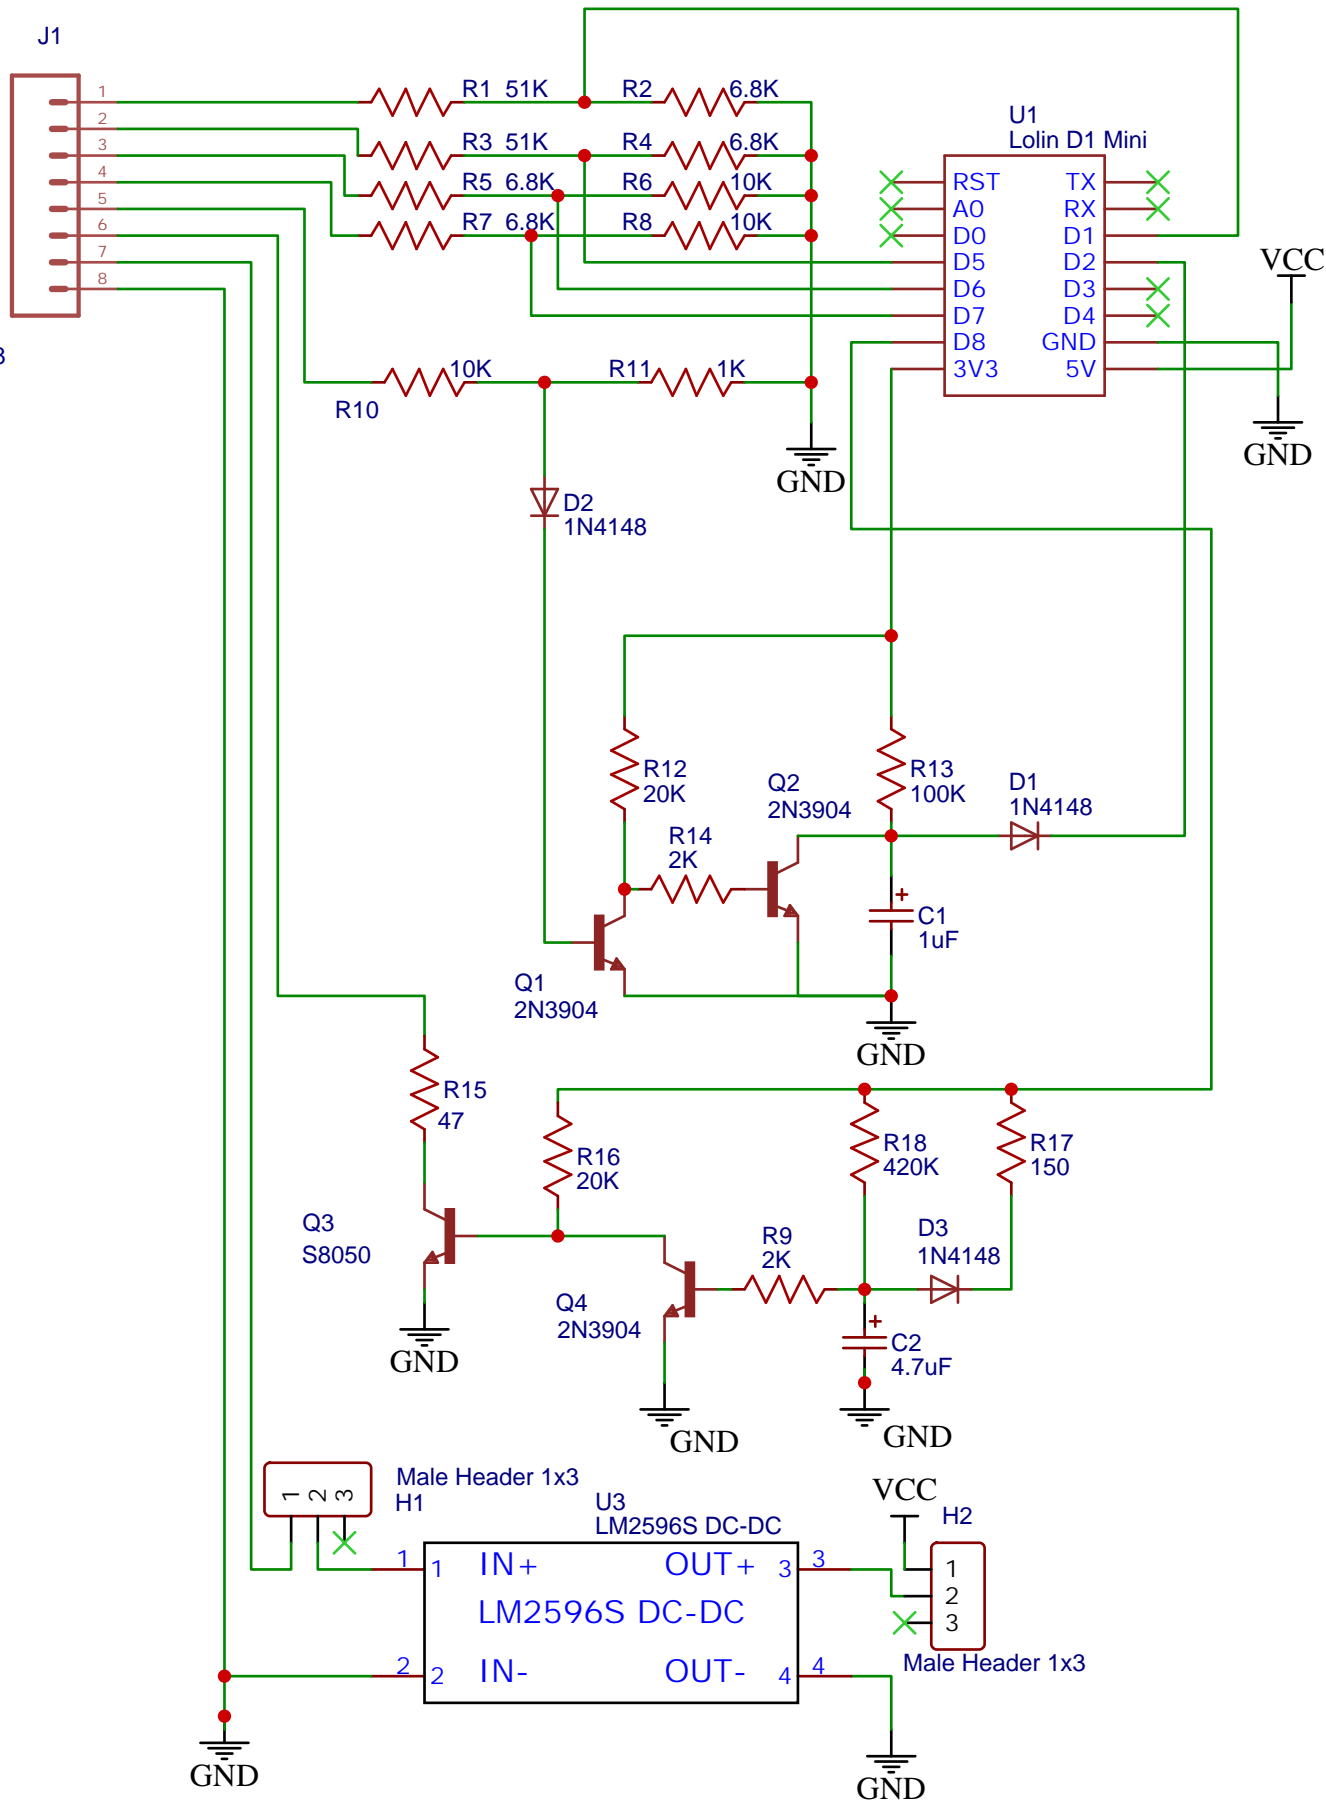 J1
1
2
3
4
5
6
7
8
3
R1 51K
R2 6.8K
R3 51K
R4 6.8K
R5 6.8K
R6 10K
R7 6.8K
R8 10K
10K
R10
R11 1K
GND
U1
Lolin D1 Mini
RST TX
A0 RX
D0 D1
D5 D2
D6 D3
D7 D4
D8 GND
3V3 5V
VCC
GND
D2
1N4148
R12
20K
R14
2K
Q2
2N3904
R13
100K
D1
1N4148
+
C1
1uF
Q1
2N3904
GND
R15
47
R16
20K
R18
420K
R17
150
Q3
S8050
R9
2K
D3
1N4148
Q4
2N3904
+
C2
4.7uF
GND
GND
GND
1 2 3
Male Header 1x3
H1
U3
LM2596S DC-DC
VCC
H2
1 1 IN+ OUT+ 3 3
LM2596S DC-DC
2 2 IN- OUT- 4 4
1
2
3
Male Header 1x3
GND
GND